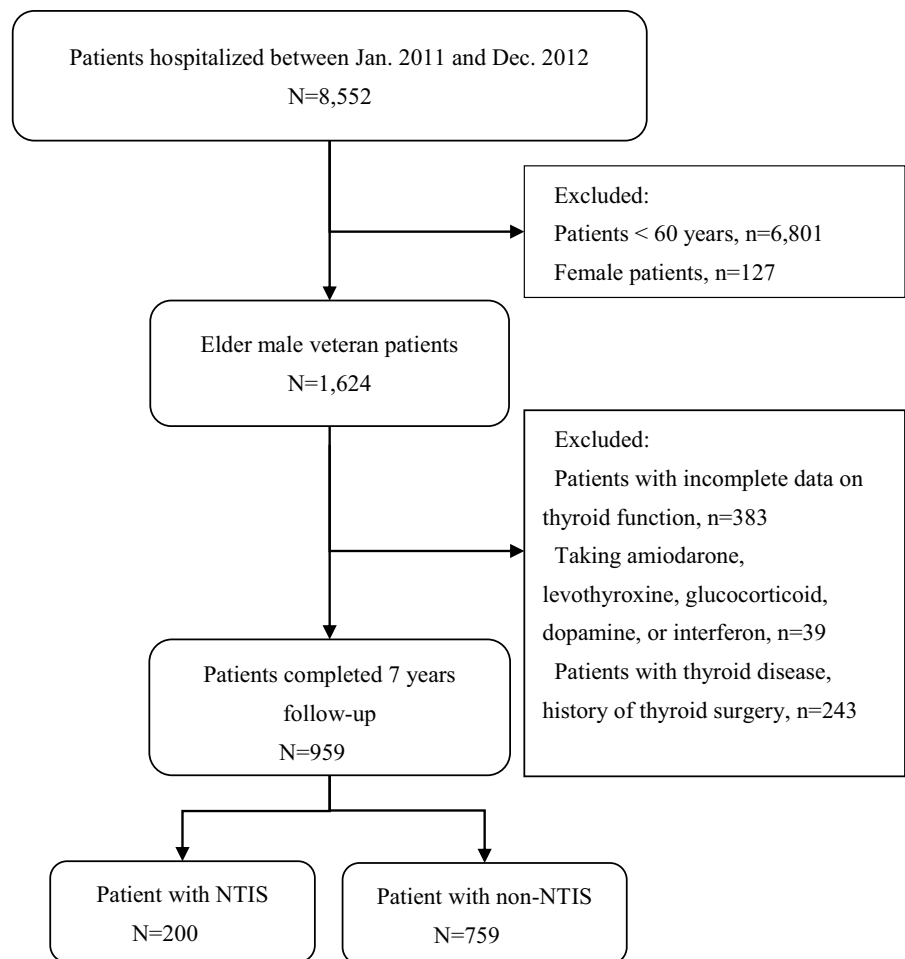 Patients hospitalized between Jan. 2011 and Dec. 2012
N=8,552
Excluded:
Patients < 60 years, n=6,801
Female patients, n=127
Elder male veteran patients
N=1,624
Excluded:
Patients with incomplete data on
thyroid function, n=383
Taking amiodarone,
levothyroxine, glucocorticoid,
dopamine, or interferon, n=39
Patients with thyroid disease,
history of thyroid surgery, n=243
Patients completed 7 years
follow-up
N=959
Patient with NTIS
N=200
Patient with non-NTIS
N=759